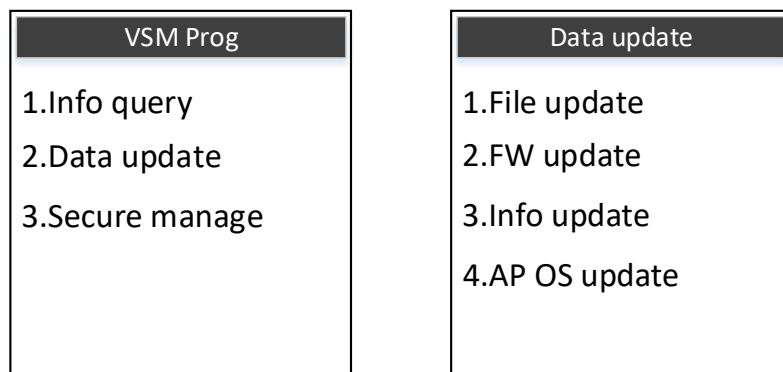 VSM Prog
1.Info query
2.Data update
3.Secure manage
Data update
1.File update
2.FW update
3.Info update
4.AP OS update